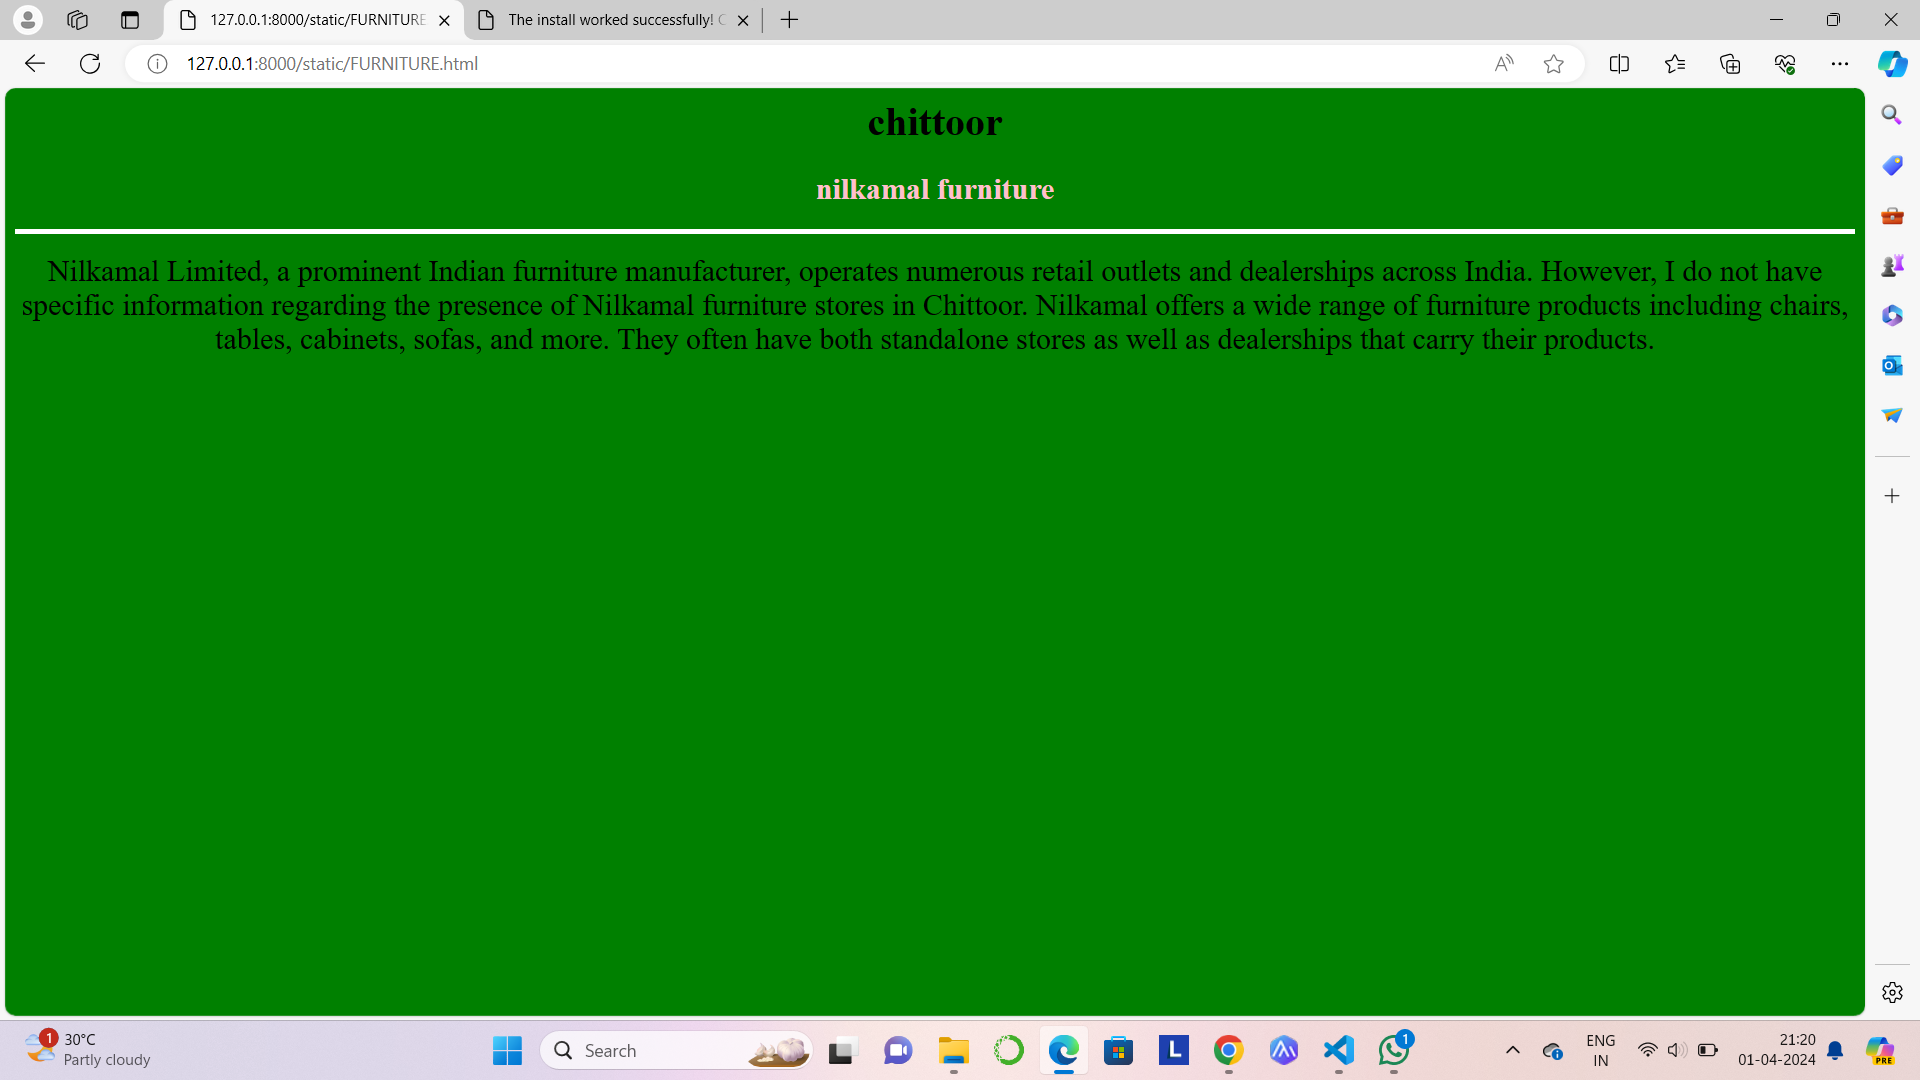 127.0.0.1:8000/static/FURNITURE
The install worked successfully! C
127.0.0.1:8000/static/FURNITURE.html
chittoor
nilkamal furniture
Nilkamal Limited, a prominent Indian furniture manufacturer, operates numerous retail outlets and dealerships across India. However, I do not have
specific information regarding the presence of Nilkamal furniture stores in Chittoor. Nilkamal offers a wide range of furniture products including chairs,
tables, cabinets, sofas, and more. They often have both standalone stores as well as dealerships that carry their products.
1
30°C
Partly cloudy
Search
L
1
ENG
IN
21:20
01-04-2024
PRE